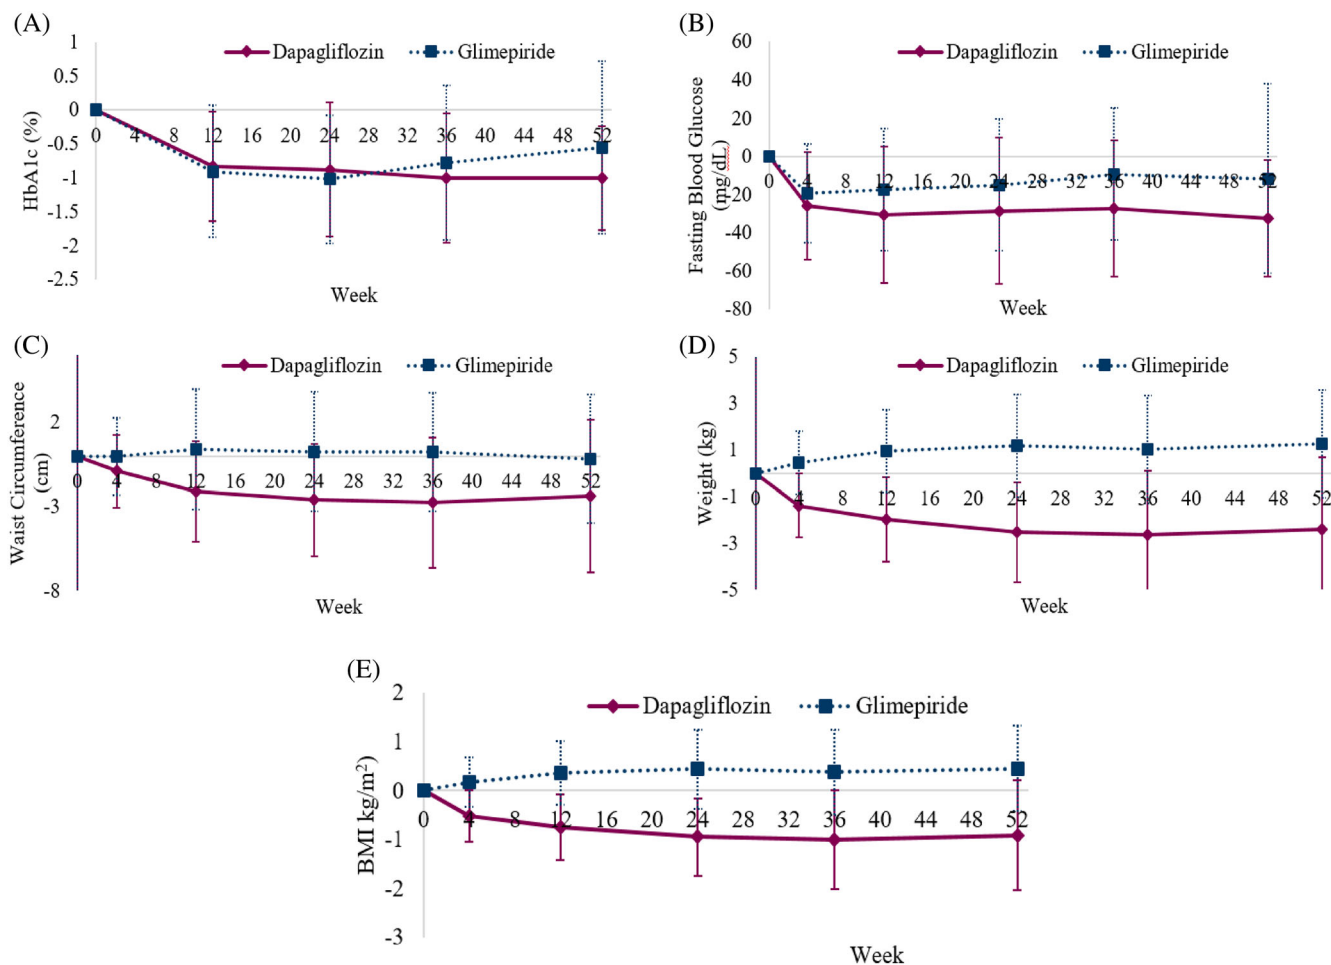 (A)
Dapagliflozin Glimepiride
1
0.5
0
-0.5
-1
-1.5
-2
-2.5
HbA1c (%)
0 4 8 12 16 20 24 28 32 36 40 44 48 52
Week
(B)
Dapagliflozin Glimepiride
60
40
20
0
-20
-40
-60
-80
Fasting Blood Glucose
(mg/dL)
0 4 8 12 16 20 24 28 32 36 40 44 48 52
Week
(C)
Dapagliflozin Glimepiride
2
-3
-8
Waist Circumference
(cm)
0 4 8 12 16 20 24 28 32 36 40 44 48 52
Week
(D)
Dapagliflozin Glimepiride
5
3
1
-1
-3
-5
Weight (kg)
0 4 8 12 16 20 24 28 32 36 40 44 48 52
Week
(E)
Dapagliflozin Glimepiride
2
1
0
-1
-2
-3
BMI kg/m²)
0 4 8 12 16 20 24 28 32 36 40 44 48 52
Week